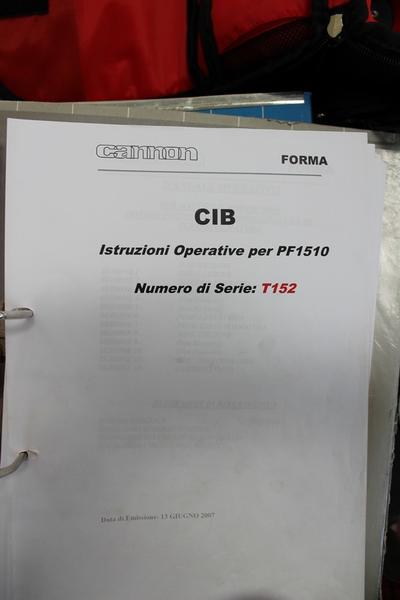 cannon
FORMA
CIB
Istruzioni Operative per PF1510
Numero di Serie: T152
Data di Emissione: 13 GIUGNO 2007